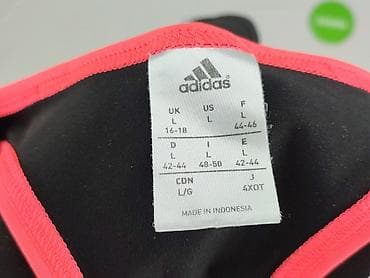 adidas
UK US F
L L L
16-18 44-46
D I E
L L L
42-44 48-50 42-44
CDN J
L/G 4XOT
MADE IN INDONESIA